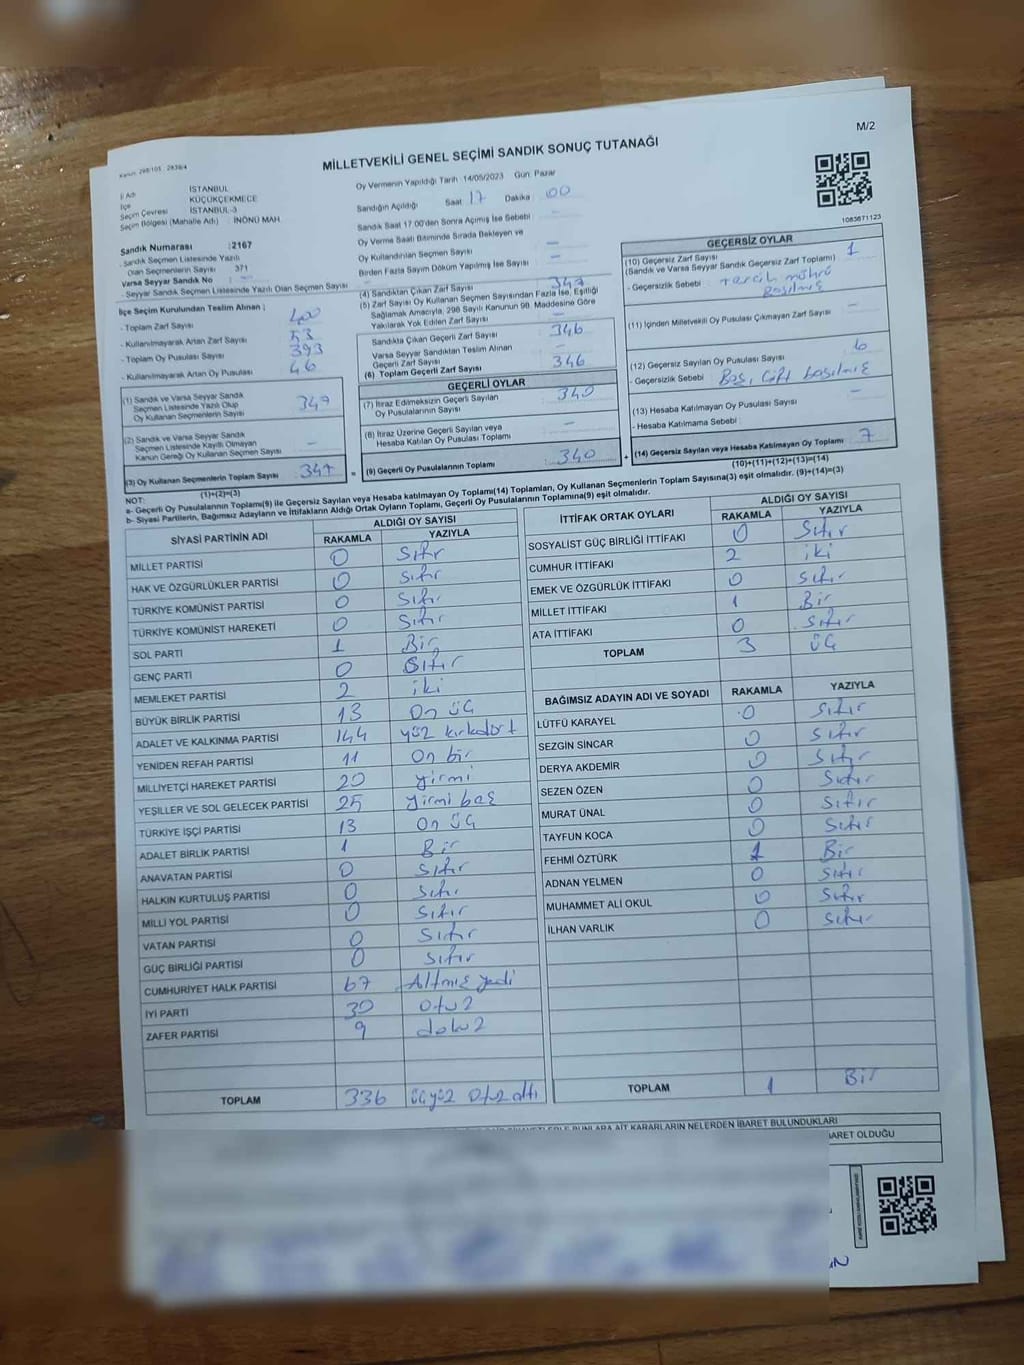 M/2
Kanun: 298/105 - 2839/4
MİLLETVEKİLİ GENEL SEÇİMİ SANDIK SONUÇ TUTANAĞI
İl Adı İSTANBUL
İlçe KÜÇÜKÇEKMECE
Seçim Çevresi İSTANBUL-3
Seçim Bölgesi (Mahalle Adı) : İNÖNÜ MAH
Sandık Numarası : 2167
- Sandık Seçmen Listesinde Yazılı
Olan Seçmenlerin Sayısı 371
Varsa Seyyar Sandık No : -
- Seyyar Sandık Seçmen Listesinde Yazılı Olan Seçmen Sayısı -
Oy Vermenin Yapıldığı Tarih : 14/05/2023 Gün: Pazar
Sandığın Açıldığı Saat 17 Dakika : 00
Sandık Saat 17:00'den Sonra Açılmış İse Sebebi -
Oy Verme Saati Bitiminde Sırada Bekleyen ve
Oy Kullandırılan Seçmen Sayısı -
Birden Fazla Sayım Döküm Yapılmış İse Sayısı -
1083671123
İlçe Seçim Kurulundan Teslim Alınan :
- Toplam Zarf Sayısı 400
- Kullanılmayarak Artan Zarf Sayısı 53
- Toplam Oy Pusulası Sayısı 393
- Kullanılmayarak Artan Oy Pusulası 46
(1) Sandık ve Varsa Seyyar Sandık
Seçmen Listesinde Yazılı Olup
Oy Kullanan Seçmenlerin Sayısı 347
(2) Sandık ve Varsa Seyyar Sandık
Seçmen Listesinde Kayıtlı Olmayan
Kanun Gereği Oy Kullanan Seçmen Sayısı -
(3) Oy Kullanan Seçmenlerin Toplam Sayısı 347
(1)+(2)=(3)
(4) Sandıktan Çıkan Zarf Sayısı 347
(5) Zarf Sayısı Oy Kullanan Seçmen Sayısından Fazla İse, Eşitliği
Sağlamak Amacıyla, 298 Sayılı Kanunun 98. Maddesine Göre
Yakılarak Yok Edilen Zarf Sayısı -
Sandıkta Çıkan Geçerli Zarf Sayısı 346
Varsa Seyyar Sandıktan Teslim Alınan
Geçerli Zarf Sayısı -
(6) Toplam Geçerli Zarf Sayısı 346
GEÇERLİ OYLAR
(7) İtiraz Edilmeksizin Geçerli Sayılan
Oy Pusulalarının Sayısı 340
(8) İtiraz Üzerine Geçerli Sayılan veya
Hesaba Katılan Oy Pusulası Toplamı -
= (9) Geçerli Oy Pusulalarının Toplamı 340 +
GEÇERSİZ OYLAR
(10) Geçersiz Zarf Sayısı 1
(Sandık ve Varsa Seyyar Sandık Geçersiz Zarf Toplamı)
- Geçersizlik Sebebi : Tercih mührü
Basılmış
(11) İçinden Milletvekili Oy Pusulası Çıkmayan Zarf Sayısı -
(12) Geçersiz Sayılan Oy Pusulası Sayısı 6
- Geçersizlik Sebebi : Boş, Çift basılmış
(13) Hesaba Katılmayan Oy Pusulası Sayısı -
- Hesaba Katılmama Sebebi :
(14) Geçersiz Sayılan veya Hesaba Katılmayan Oy Toplamı 7
(10)+(11)+(12)+(13)=(14)
NOT:
a- Geçerli Oy Pusulalarının Toplamı(9) ile Geçersiz Sayılan veya Hesaba katılmayan Oy Toplamı(14) Toplamları, Oy Kullanan Seçmenlerin Toplam Sayısına(3) eşit olmalıdır. (9)+(14)=(3)
b- Siyasi Partilerin, Bağımsız Adayların ve İttifakların Aldığı Ortak Oyların Toplamı, Geçerli Oy Pusulalarının Toplamına(9) eşit olmalıdır.
SİYASİ PARTİNİN ADI ALDIĞI OY SAYISI
RAKAMLA YAZIYLA
MİLLET PARTİSİ 0 Sıfır
HAK VE ÖZGÜRLÜKLER PARTİSİ 0 Sıfır
TÜRKİYE KOMÜNİST PARTİSİ 0 Sıfır
TÜRKİYE KOMÜNİST HAREKETİ 0 Sıfır
SOL PARTİ 1 Bir
GENÇ PARTİ 0 Sıfır
MEMLEKET PARTİSİ 2 iki
BÜYÜK BİRLİK PARTİSİ 13 On üç
ADALET VE KALKINMA PARTİSİ 144 yüz kırkdört
YENİDEN REFAH PARTİSİ 11 On bir
MİLLİYETÇİ HAREKET PARTİSİ 20 yirmi
YEŞİLLER VE SOL GELECEK PARTİSİ 25 yirmi beş
TÜRKİYE İŞÇİ PARTİSİ 13 On üç
ADALET BİRLİK PARTİSİ 1 Bir
ANAVATAN PARTİSİ 0 Sıfır
HALKIN KURTULUŞ PARTİSİ 0 Sıfır
MİLLİ YOL PARTİSİ 0 Sıfır
VATAN PARTİSİ 0 Sıfır
GÜÇ BİRLİĞİ PARTİSİ 0 Sıfır
CUMHURİYET HALK PARTİSİ 67 Altmış yedi
İYİ PARTİ 30 Otuz
ZAFER PARTİSİ 9 dokuz
TOPLAM 336 üçyüz Otuz altı
İTTİFAK ORTAK OYLARI ALDIĞI OY SAYISI
RAKAMLA YAZIYLA
SOSYALİST GÜÇ BİRLİĞİ İTTİFAKI 0 Sıfır
CUMHUR İTTİFAKI 2 iki
EMEK VE ÖZGÜRLÜK İTTİFAKI 0 Sıfır
MİLLET İTTİFAKI 1 Bir
ATA İTTİFAKI 0 Sıfır
TOPLAM 3 üç
BAĞIMSIZ ADAYIN ADI VE SOYADI RAKAMLA YAZIYLA
LÜTFÜ KARAYEL 0 Sıfır
SEZGİN SİNCAR 0 Sıfır
DERYA AKDEMİR 0 Sıfır
SEZEN ÖZEN 0 Sıfır
MURAT ÜNAL 0 Sıfır
TAYFUN KOCA 0 Sıfır
FEHMİ ÖZTÜRK 1 Bir
ADNAN YELMEN 0 Sıfır
MUHAMMET ALİ OKUL 0 Sıfır
İLHAN VARLIK 0 Sıfır
TOPLAM 1 Bir
BUNLARA AİT KARARLARIN NELERDEN İBARET BULUNDUKLARI
İBARET OLDUĞU